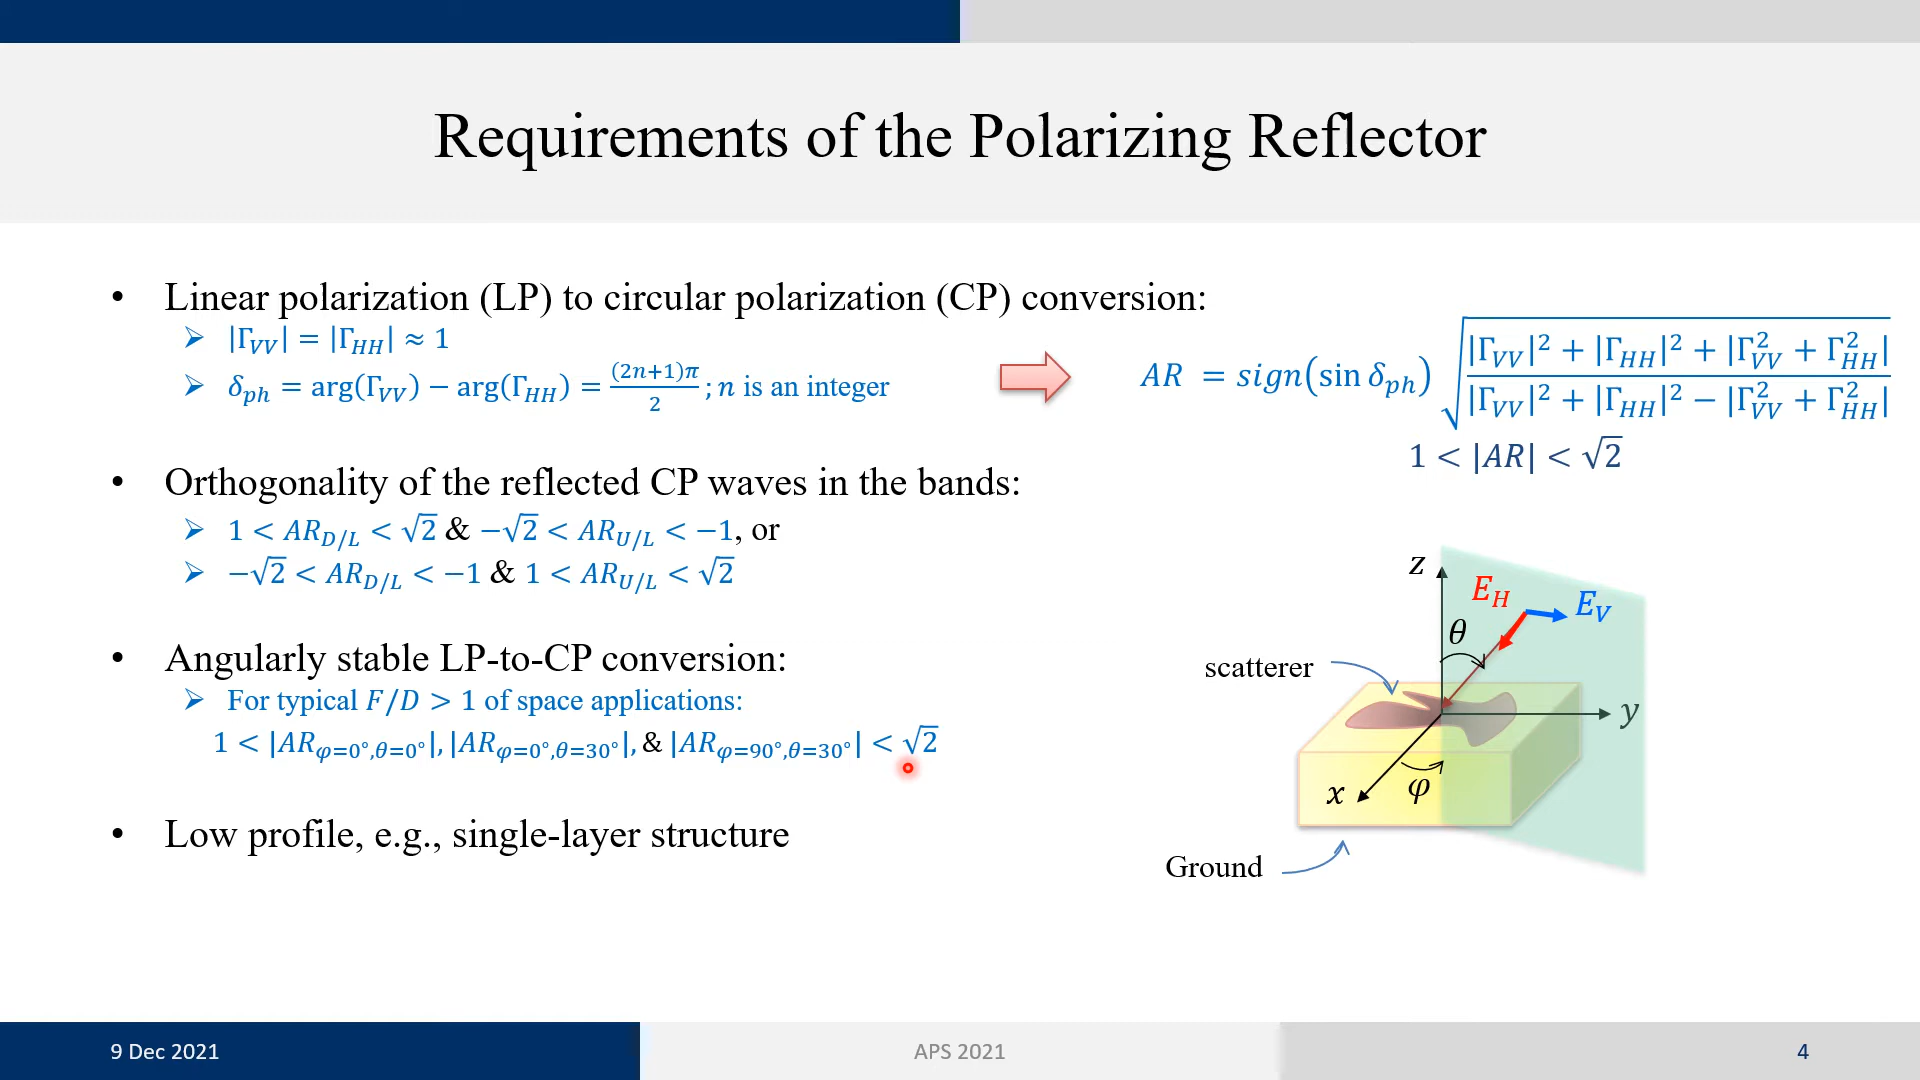 Requirements of the Polarizing Reflector
• Linear polarization (LP) to circular polarization (CP) conversion:
➢ |Γ_VV| = |Γ_HH| ≈ 1
➢ δ_ph = arg(Γ_VV) − arg(Γ_HH) = (2n+1)π / 2 ; n is an integer
AR = sign(sin δ_ph) √( (|Γ_VV|² + |Γ_HH|² + |Γ²_VV + Γ²_HH|) / (|Γ_VV|² + |Γ_HH|² − |Γ²_VV + Γ²_HH|) )
1 < |AR| < √2
• Orthogonality of the reflected CP waves in the bands:
➢ 1 < AR_D/L < √2 & −√2 < AR_U/L < −1, or
➢ −√2 < AR_D/L < −1 & 1 < AR_U/L < √2
• Angularly stable LP-to-CP conversion:
➢ For typical F/D > 1 of space applications:
1 < |AR_φ=0°,θ=0°|, |AR_φ=0°,θ=30°|, & |AR_φ=90°,θ=30°| < √2
• Low profile, e.g., single-layer structure
z
E_H
E_V
θ
scatterer
y
x
φ
Ground
9 Dec 2021
APS 2021
4